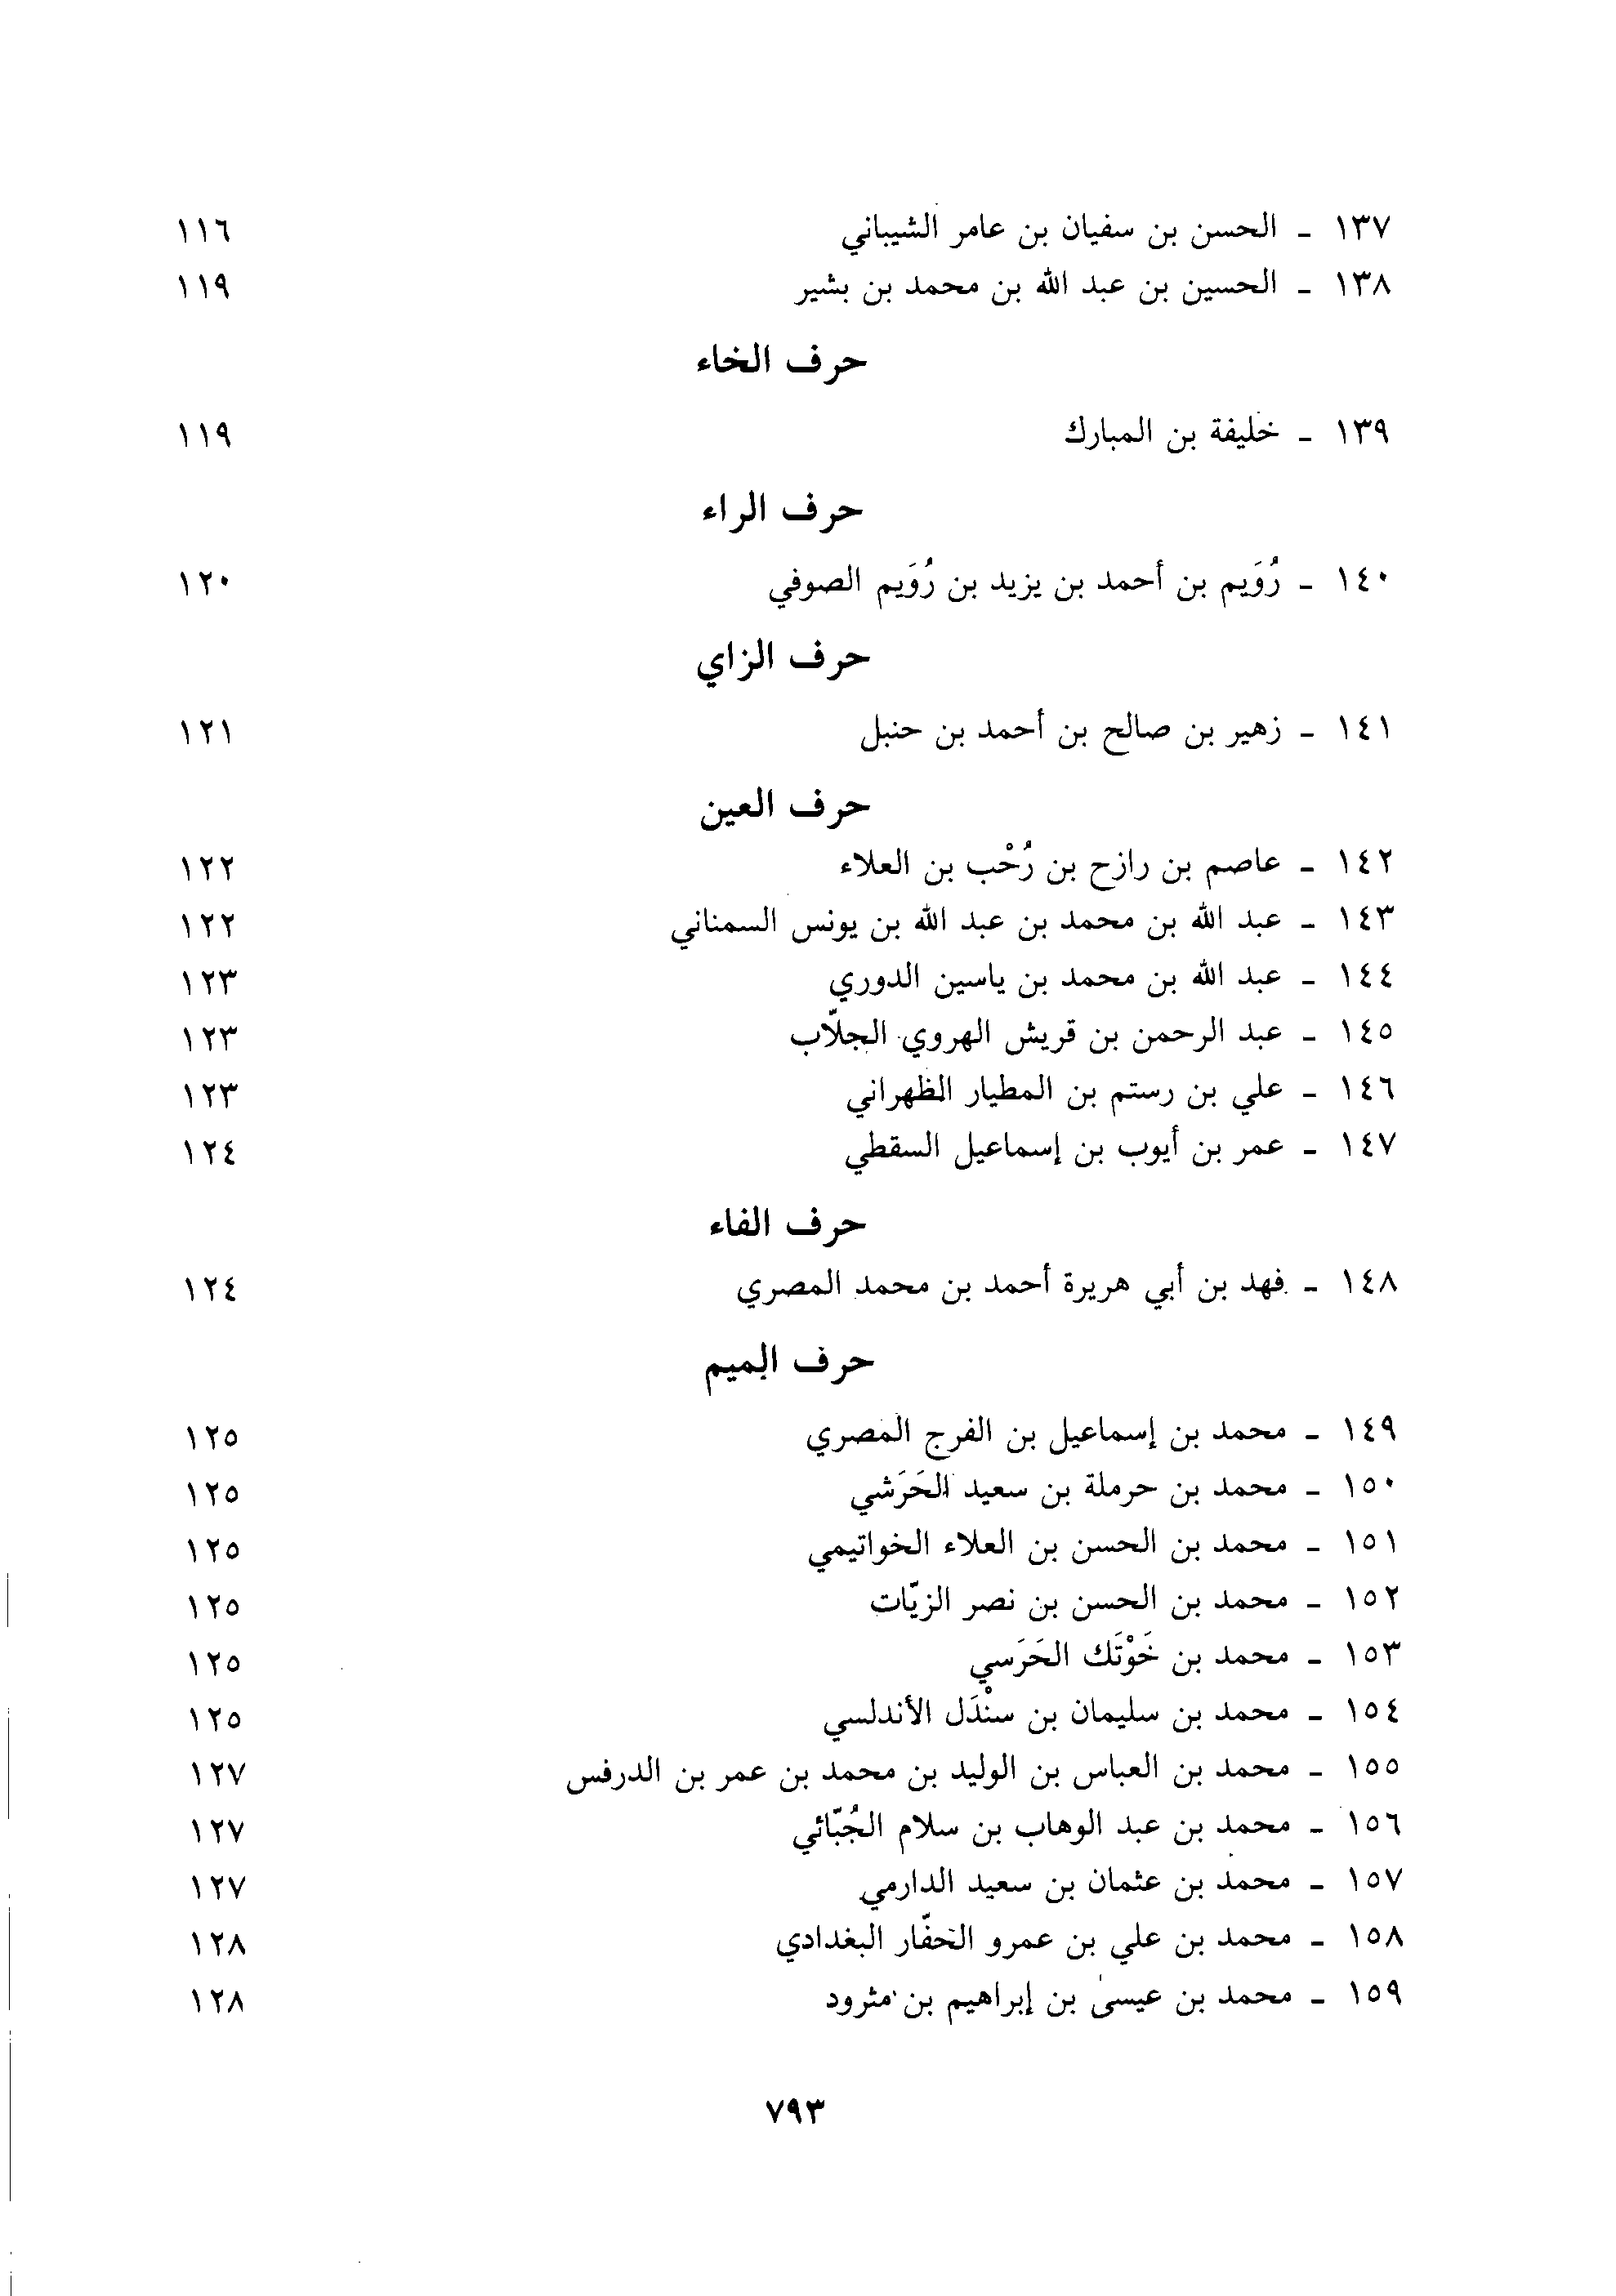 ١٣٧ - الحسن بن سفيان بن عامر الشيباني ١١٦
١٣٨ - الحسين بن عبد الله بن محمد بن بشير ١١٩
حرف الخاء
١٣٩ - خليفة بن المبارك ١١٩
حرف الراء
١٤٠ - رُوَيم بن أحمد بن يزيد بن رُوَيم الصوفي ١٢٠
حرف الزاي
١٤١ - زهير بن صالح بن أحمد بن حنبل ١٢١
حرف العين
١٤٢ - عاصم بن رازح بن رُحْب بن العلاء ١٢٢
١٤٣ - عبد الله بن محمد بن عبد الله بن يونس السمناني ١٢٢
١٤٤ - عبد الله بن محمد بن ياسين الدوري ١٢٣
١٤٥ - عبد الرحمن بن قريش الهروي الجلّاب ١٢٣
١٤٦ - علي بن رستم بن المطيار الظهراني ١٢٣
١٤٧ - عمر بن أيوب بن إسماعيل السقطي ١٢٤
حرف الفاء
١٤٨ - فهد بن أبي هريرة أحمد بن محمد المصري ١٢٤
حرف الميم
١٤٩ - محمد بن إسماعيل بن الفرج المصري ١٢٥
١٥٠ - محمد بن حرملة بن سعيد الحَرَشي ١٢٥
١٥١ - محمد بن الحسن بن العلاء الخواتيمي ١٢٥
١٥٢ - محمد بن الحسن بن نصر الزيّات ١٢٥
١٥٣ - محمد بن خَوْتَك الحَرَسي ١٢٥
١٥٤ - محمد بن سليمان بن سنْدَل الأندلسي ١٢٥
١٥٥ - محمد بن العباس بن الوليد بن محمد بن عمر بن الدرفس ١٢٧
١٥٦ - محمد بن عبد الوهاب بن سلام الجُبّائي ١٢٧
١٥٧ - محمد بن عثمان بن سعيد الدارمي ١٢٧
١٥٨ - محمد بن علي بن عمرو الحفّار البغدادي ١٢٨
١٥٩ - محمد بن عيسىٰ بن إبراهيم بن مثرود ١٢٨
٧٩٣